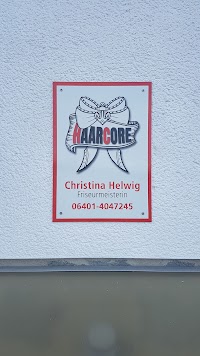 HAARCORE
Christina Helwig
Friseurmeisterin
06401-4047245